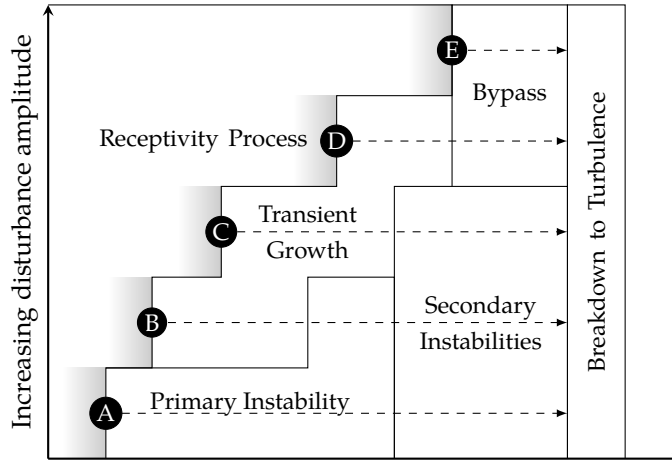 Increasing disturbance amplitude
E
Bypass
Receptivity Process
D
Transient
Growth
C
B
Secondary
Instabilities
Primary Instability
A
Breakdown to Turbulence